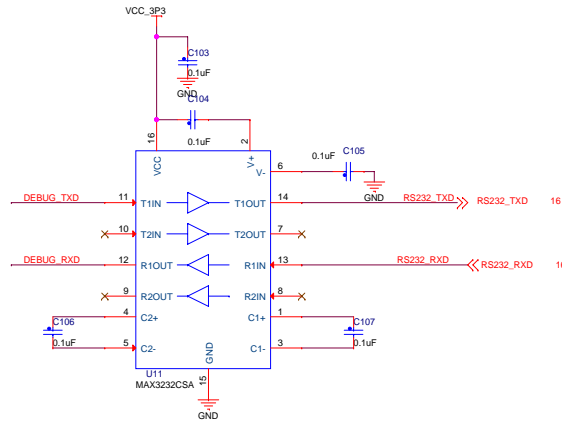 VCC_3P3
C103
0.1uF
GND
C104
0.1uF
16
2
VCC
V+
V-
6
0.1uF
C105
GND
DEBUG_TXD
11
T1IN
T1OUT
14
RS232_TXD
RS232_TXD
16
10
T2IN
T2OUT
7
DEBUG_RXD
12
R1OUT
R1IN
13
RS232_RXD
RS232_RXD
9
R2OUT
R2IN
8
4
C2+
C1+
1
C106
0.1uF
C107
0.1uF
5
C2-
C1-
3
GND
U11
MAX3232CSA
15
GND